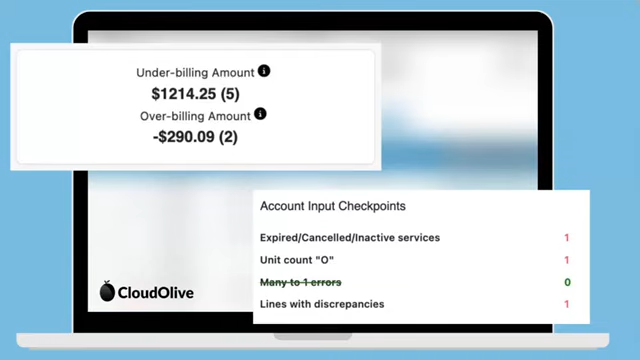 Under-billing Amount
$1214.25 (5)
Over-billing Amount
-$290.09 (2)
Account Input Checkpoints
Expired/Cancelled/Inactive services 1
Unit count "O" 1
Many to 1 errors 0
Lines with discrepancies 1
CloudOlive